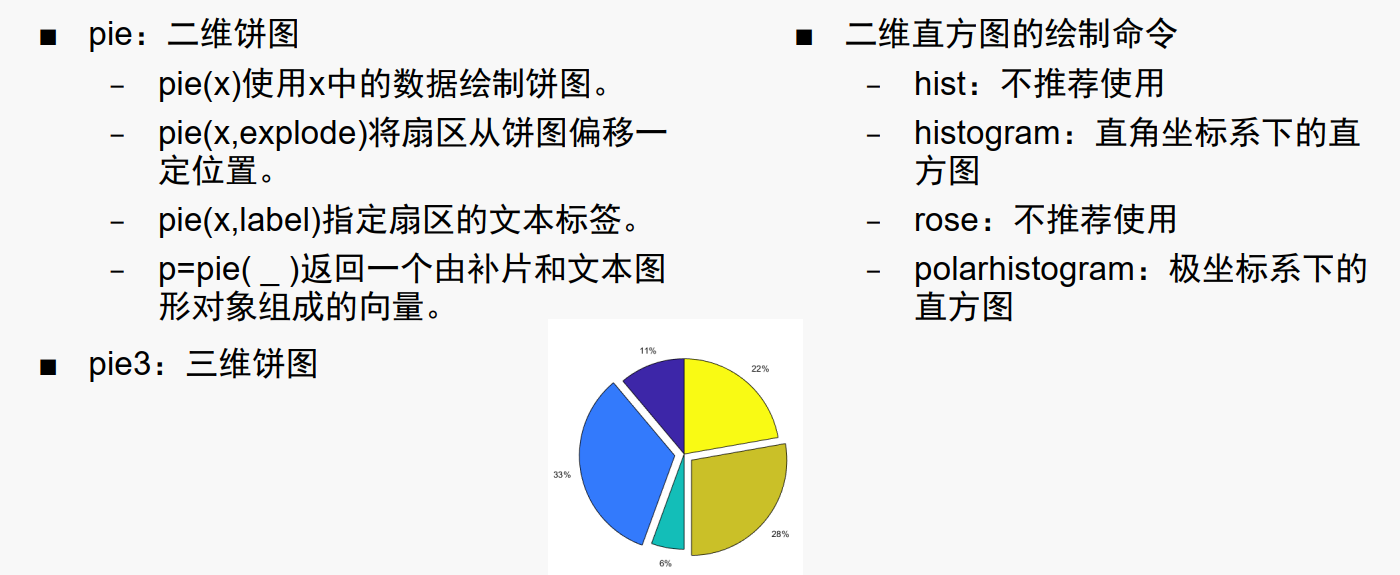 ■ pie：二维饼图
– pie(x)使用x中的数据绘制饼图。
– pie(x,explode)将扇区从饼图偏移一
定位置。
– pie(x,label)指定扇区的文本标签。
– p=pie( _ )返回一个由补片和文本图
形对象组成的向量。
■ pie3：三维饼图
■ 二维直方图的绘制命令
– hist：不推荐使用
– histogram：直角坐标系下的直
方图
– rose：不推荐使用
– polarhistogram：极坐标系下的
直方图
11%
22%
33%
28%
6%